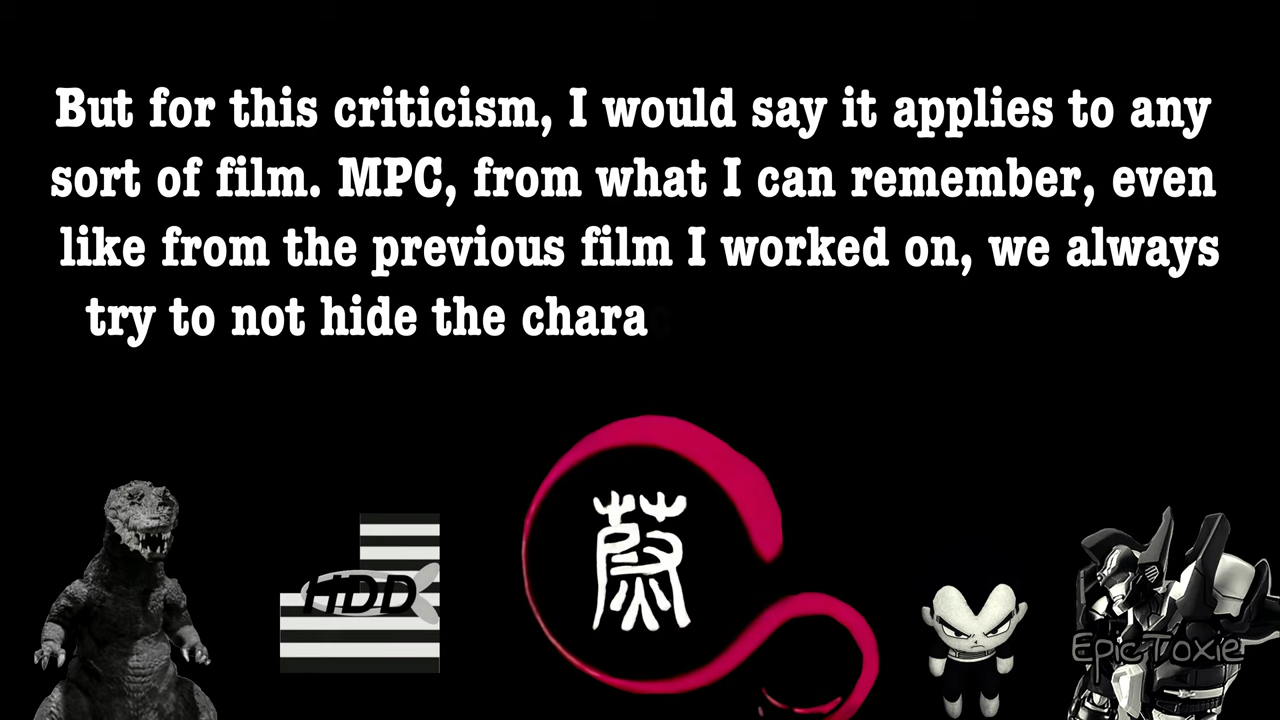 But for this criticism, I would say it applies to any
sort of film. MPC, from what I can remember, even
like from the previous film I worked on, we always
try to not hide the chara
HDD
蔚
EpicToxie